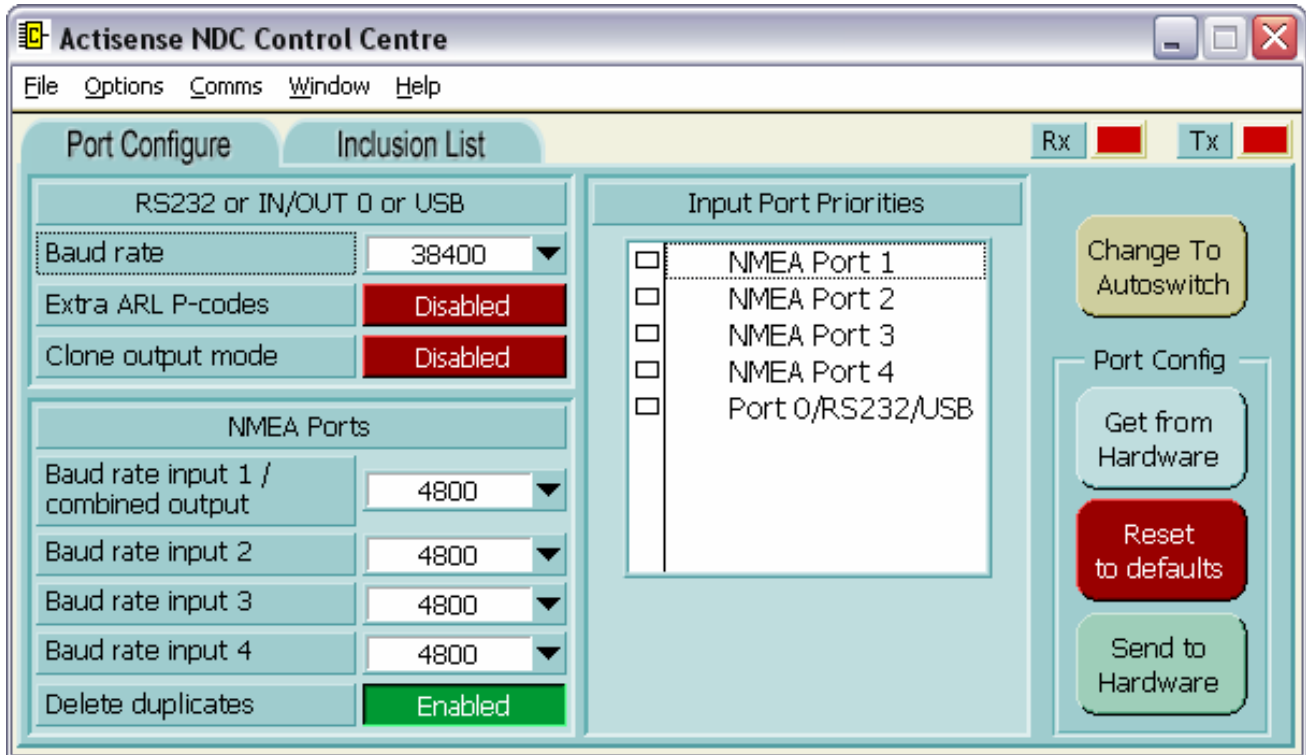 Actisense NDC Control Centre
File Options Comms Window Help
Port Configure Inclusion List Rx Tx
RS232 or IN/OUT 0 or USB
Baud rate 38400
Extra ARL P-codes Disabled
Clone output mode Disabled
NMEA Ports
Baud rate input 1 /
combined output 4800
Baud rate input 2 4800
Baud rate input 3 4800
Baud rate input 4 4800
Delete duplicates Enabled
Input Port Priorities
NMEA Port 1
NMEA Port 2
NMEA Port 3
NMEA Port 4
Port 0/RS232/USB
Change To
Autoswitch
Port Config
Get from
Hardware
Reset
to defaults
Send to
Hardware